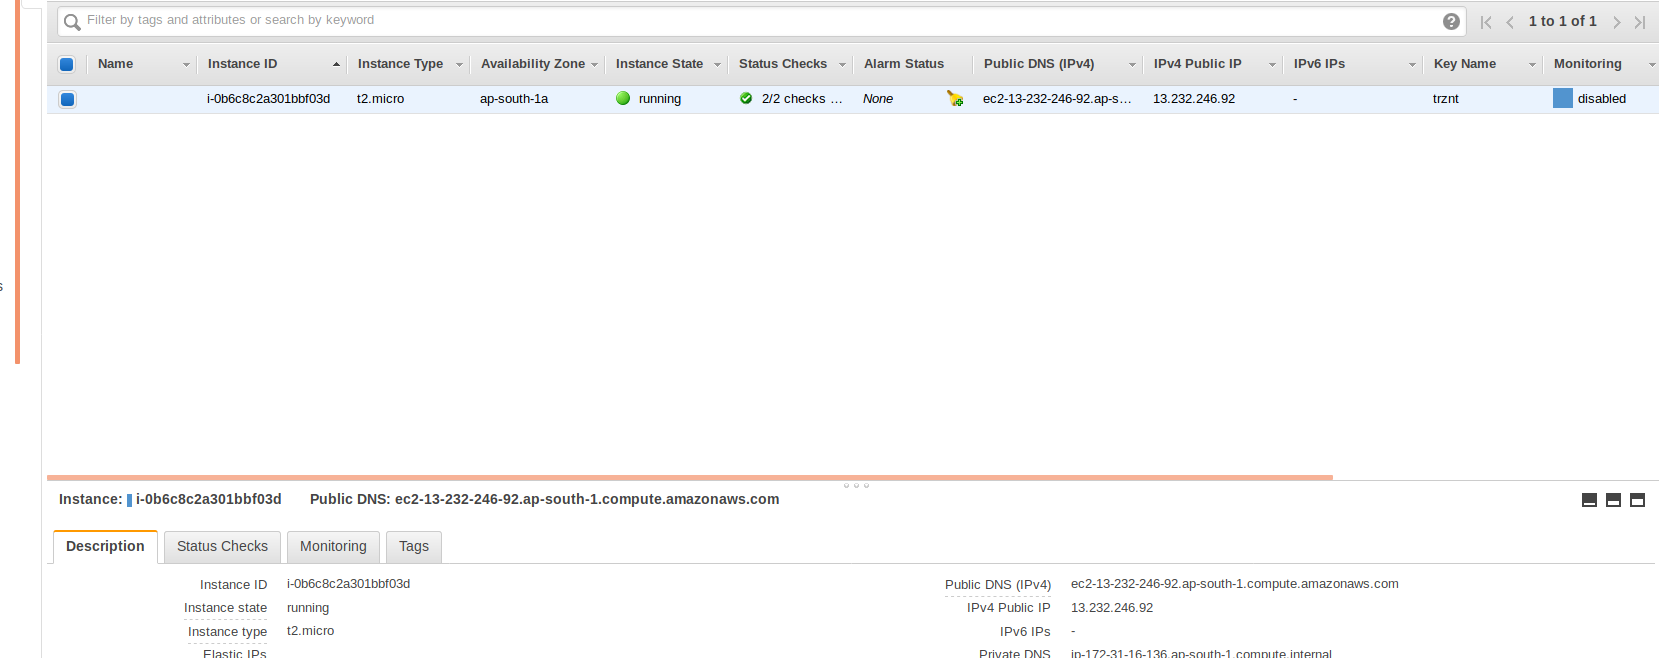 Filter by tags and attributes or search by keyword
1 to 1 of 1
Name Instance ID Instance Type Availability Zone Instance State Status Checks Alarm Status Public DNS (IPv4) IPv4 Public IP IPv6 IPs Key Name Monitoring
i-0b6c8c2a301bbf03d t2.micro ap-south-1a running 2/2 checks ... None ec2-13-232-246-92.ap-s... 13.232.246.92 - trznt disabled
s
Instance: i-0b6c8c2a301bbf03d Public DNS: ec2-13-232-246-92.ap-south-1.compute.amazonaws.com
Description Status Checks Monitoring Tags
Instance ID i-0b6c8c2a301bbf03d Public DNS (IPv4) ec2-13-232-246-92.ap-south-1.compute.amazonaws.com
Instance state running IPv4 Public IP 13.232.246.92
Instance type t2.micro IPv6 IPs -
Elastic IPs Private DNS ip-172-31-16-136.ap-south-1.compute.internal